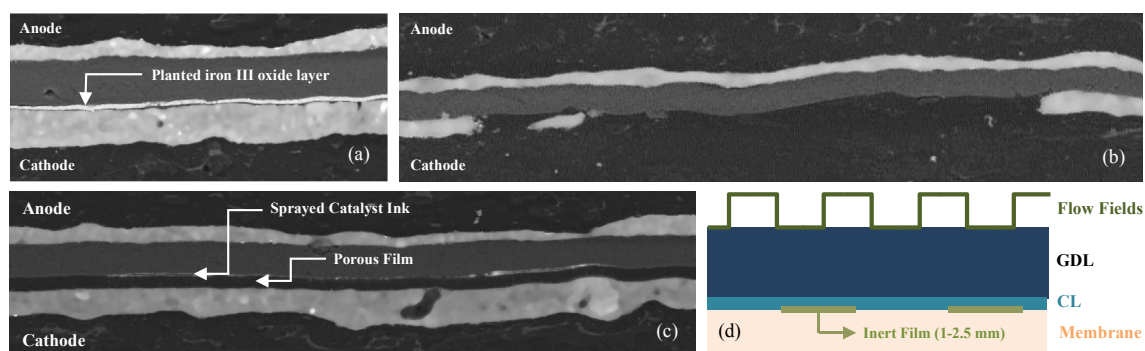 Anode
Planted iron III oxide layer
Cathode
(a)
Anode
Cathode
(b)
Anode
Sprayed Catalyst Ink
Porous Film
Cathode
(c)
Flow Fields
GDL
CL
(d)
Inert Film (1-2.5 mm)
Membrane